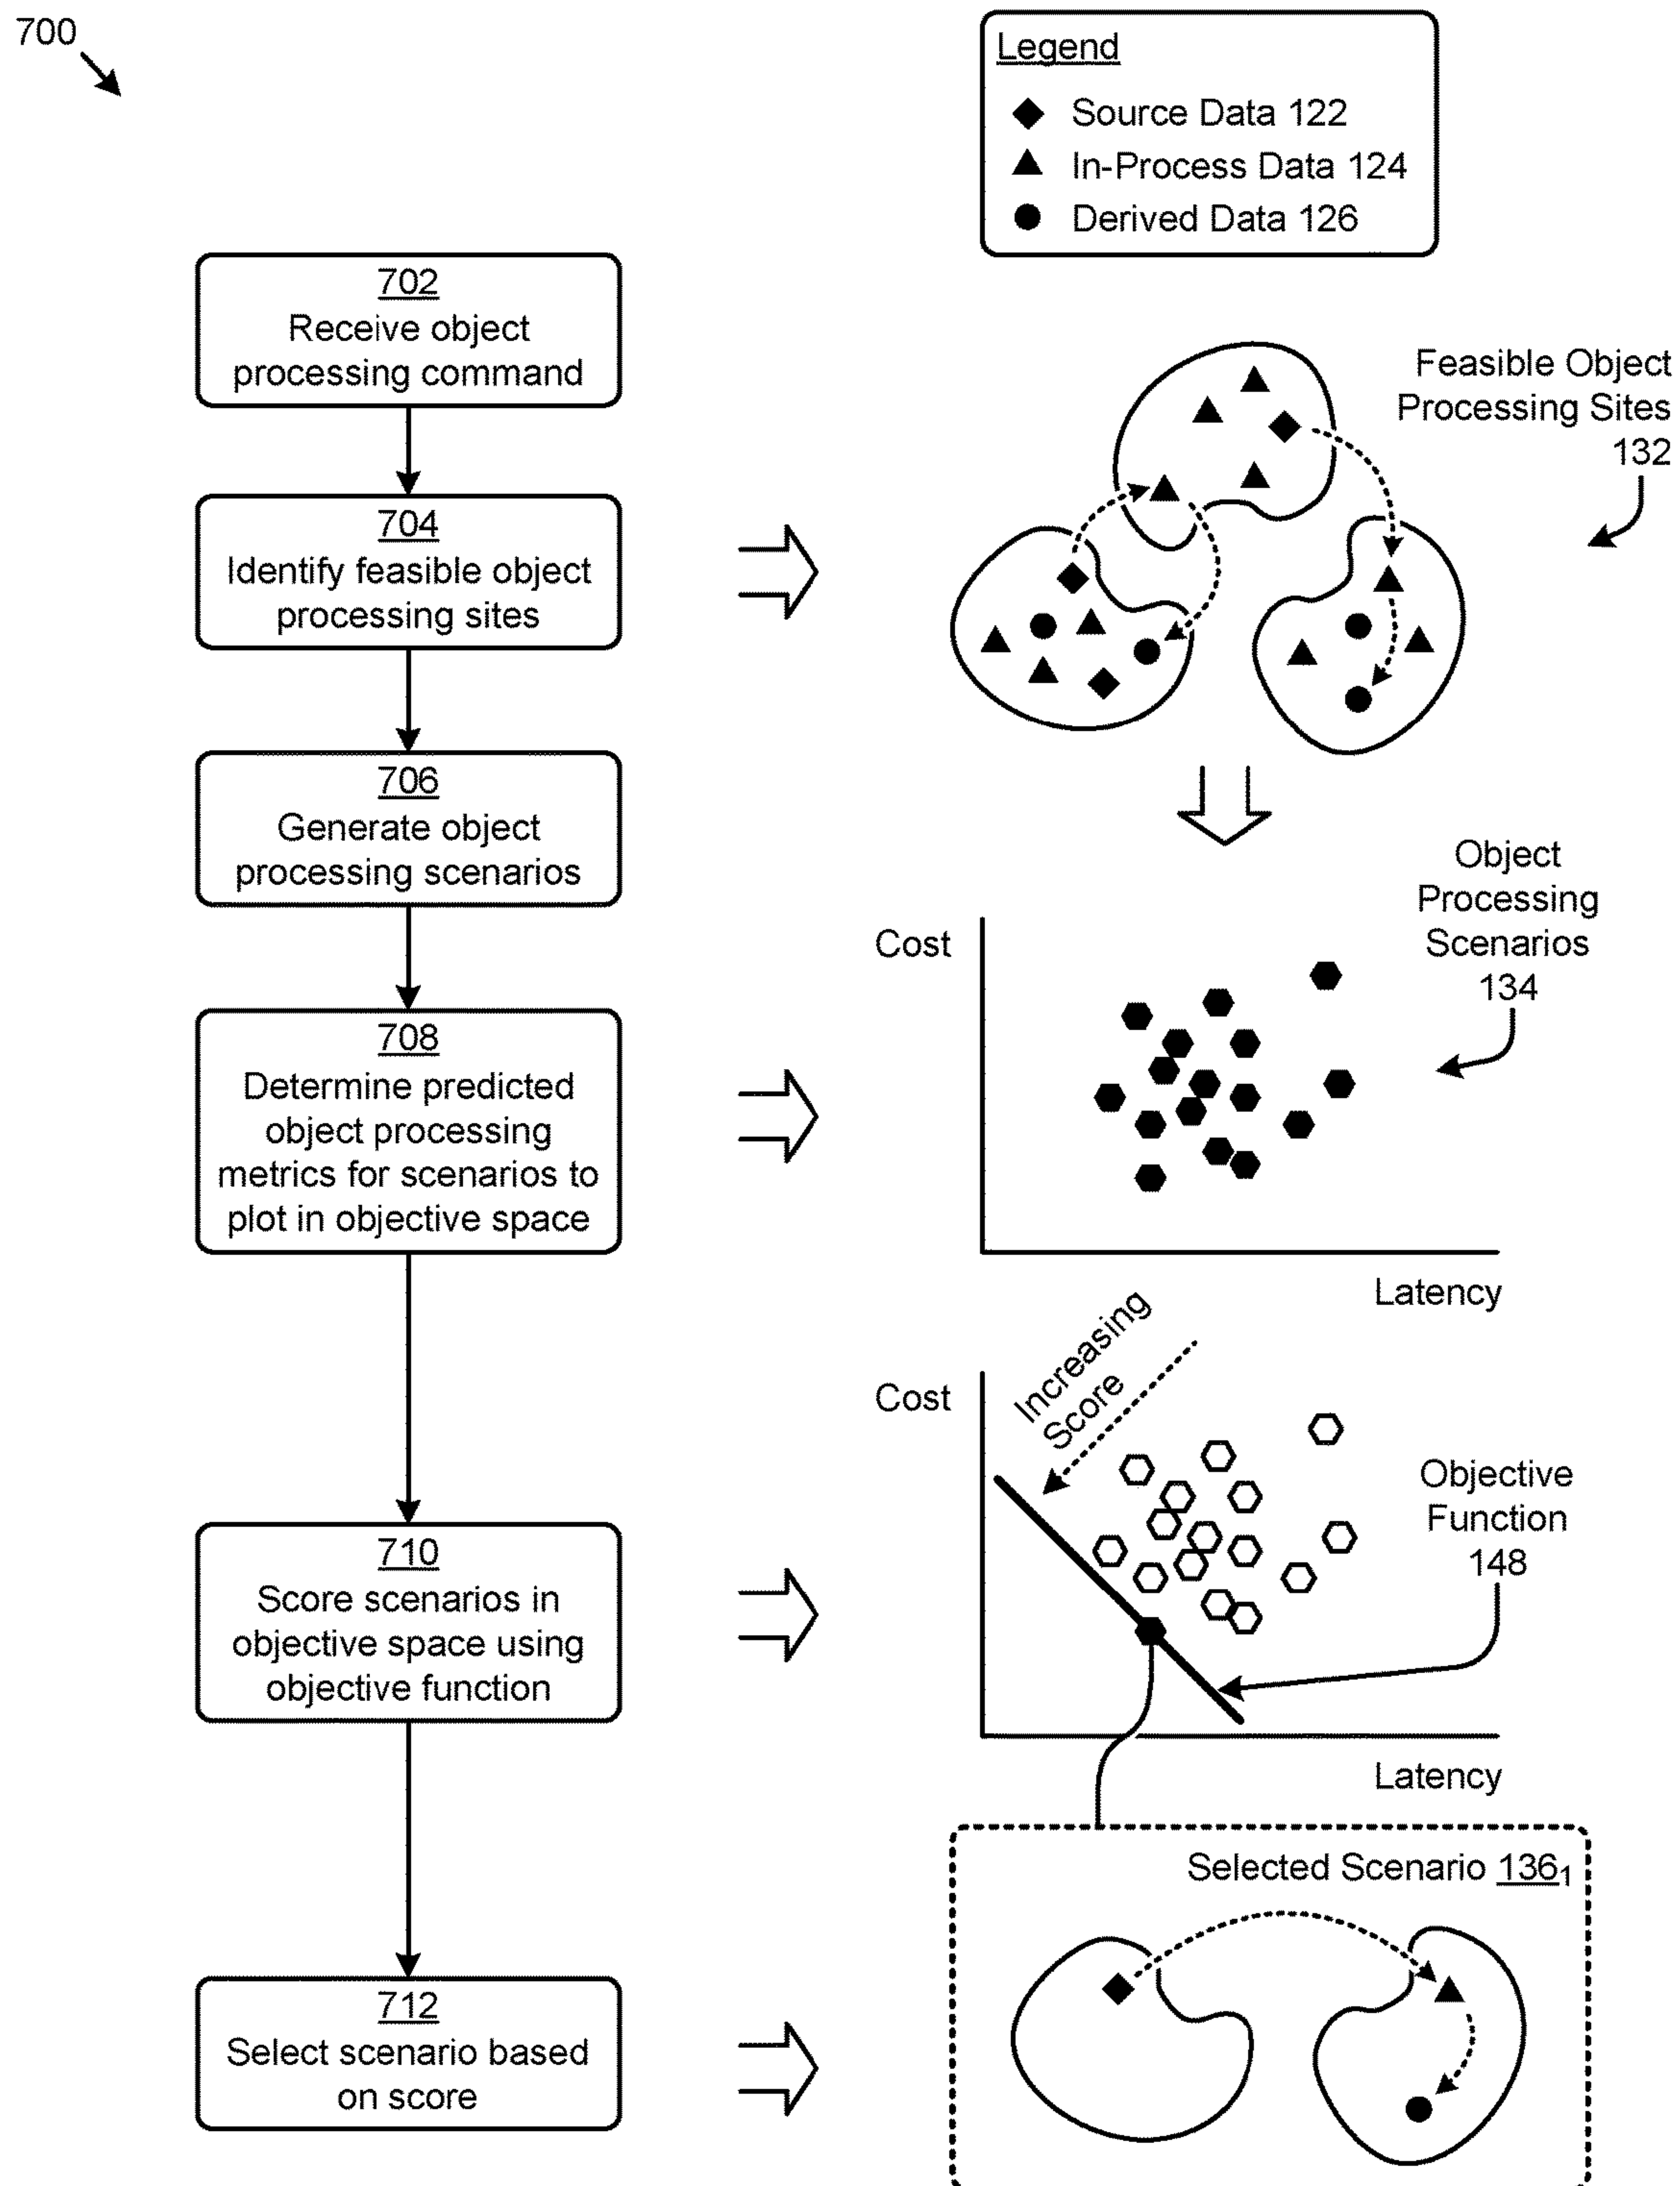 700
Legend
Source Data 122
In-Process Data 124
Derived Data 126
702
Receive object
processing command
Feasible Object
Processing Sites
132
704
Identify feasible object
processing sites
706
Generate object
processing scenarios
Object
Processing
Scenarios
134
Cost
708
Determine predicted
object processing
metrics for scenarios to
plot in objective space
Latency
Increasing
Score
Cost
Objective
Function
148
710
Score scenarios in
objective space using
objective function
Latency
Selected Scenario 136₁
712
Select scenario based
on score